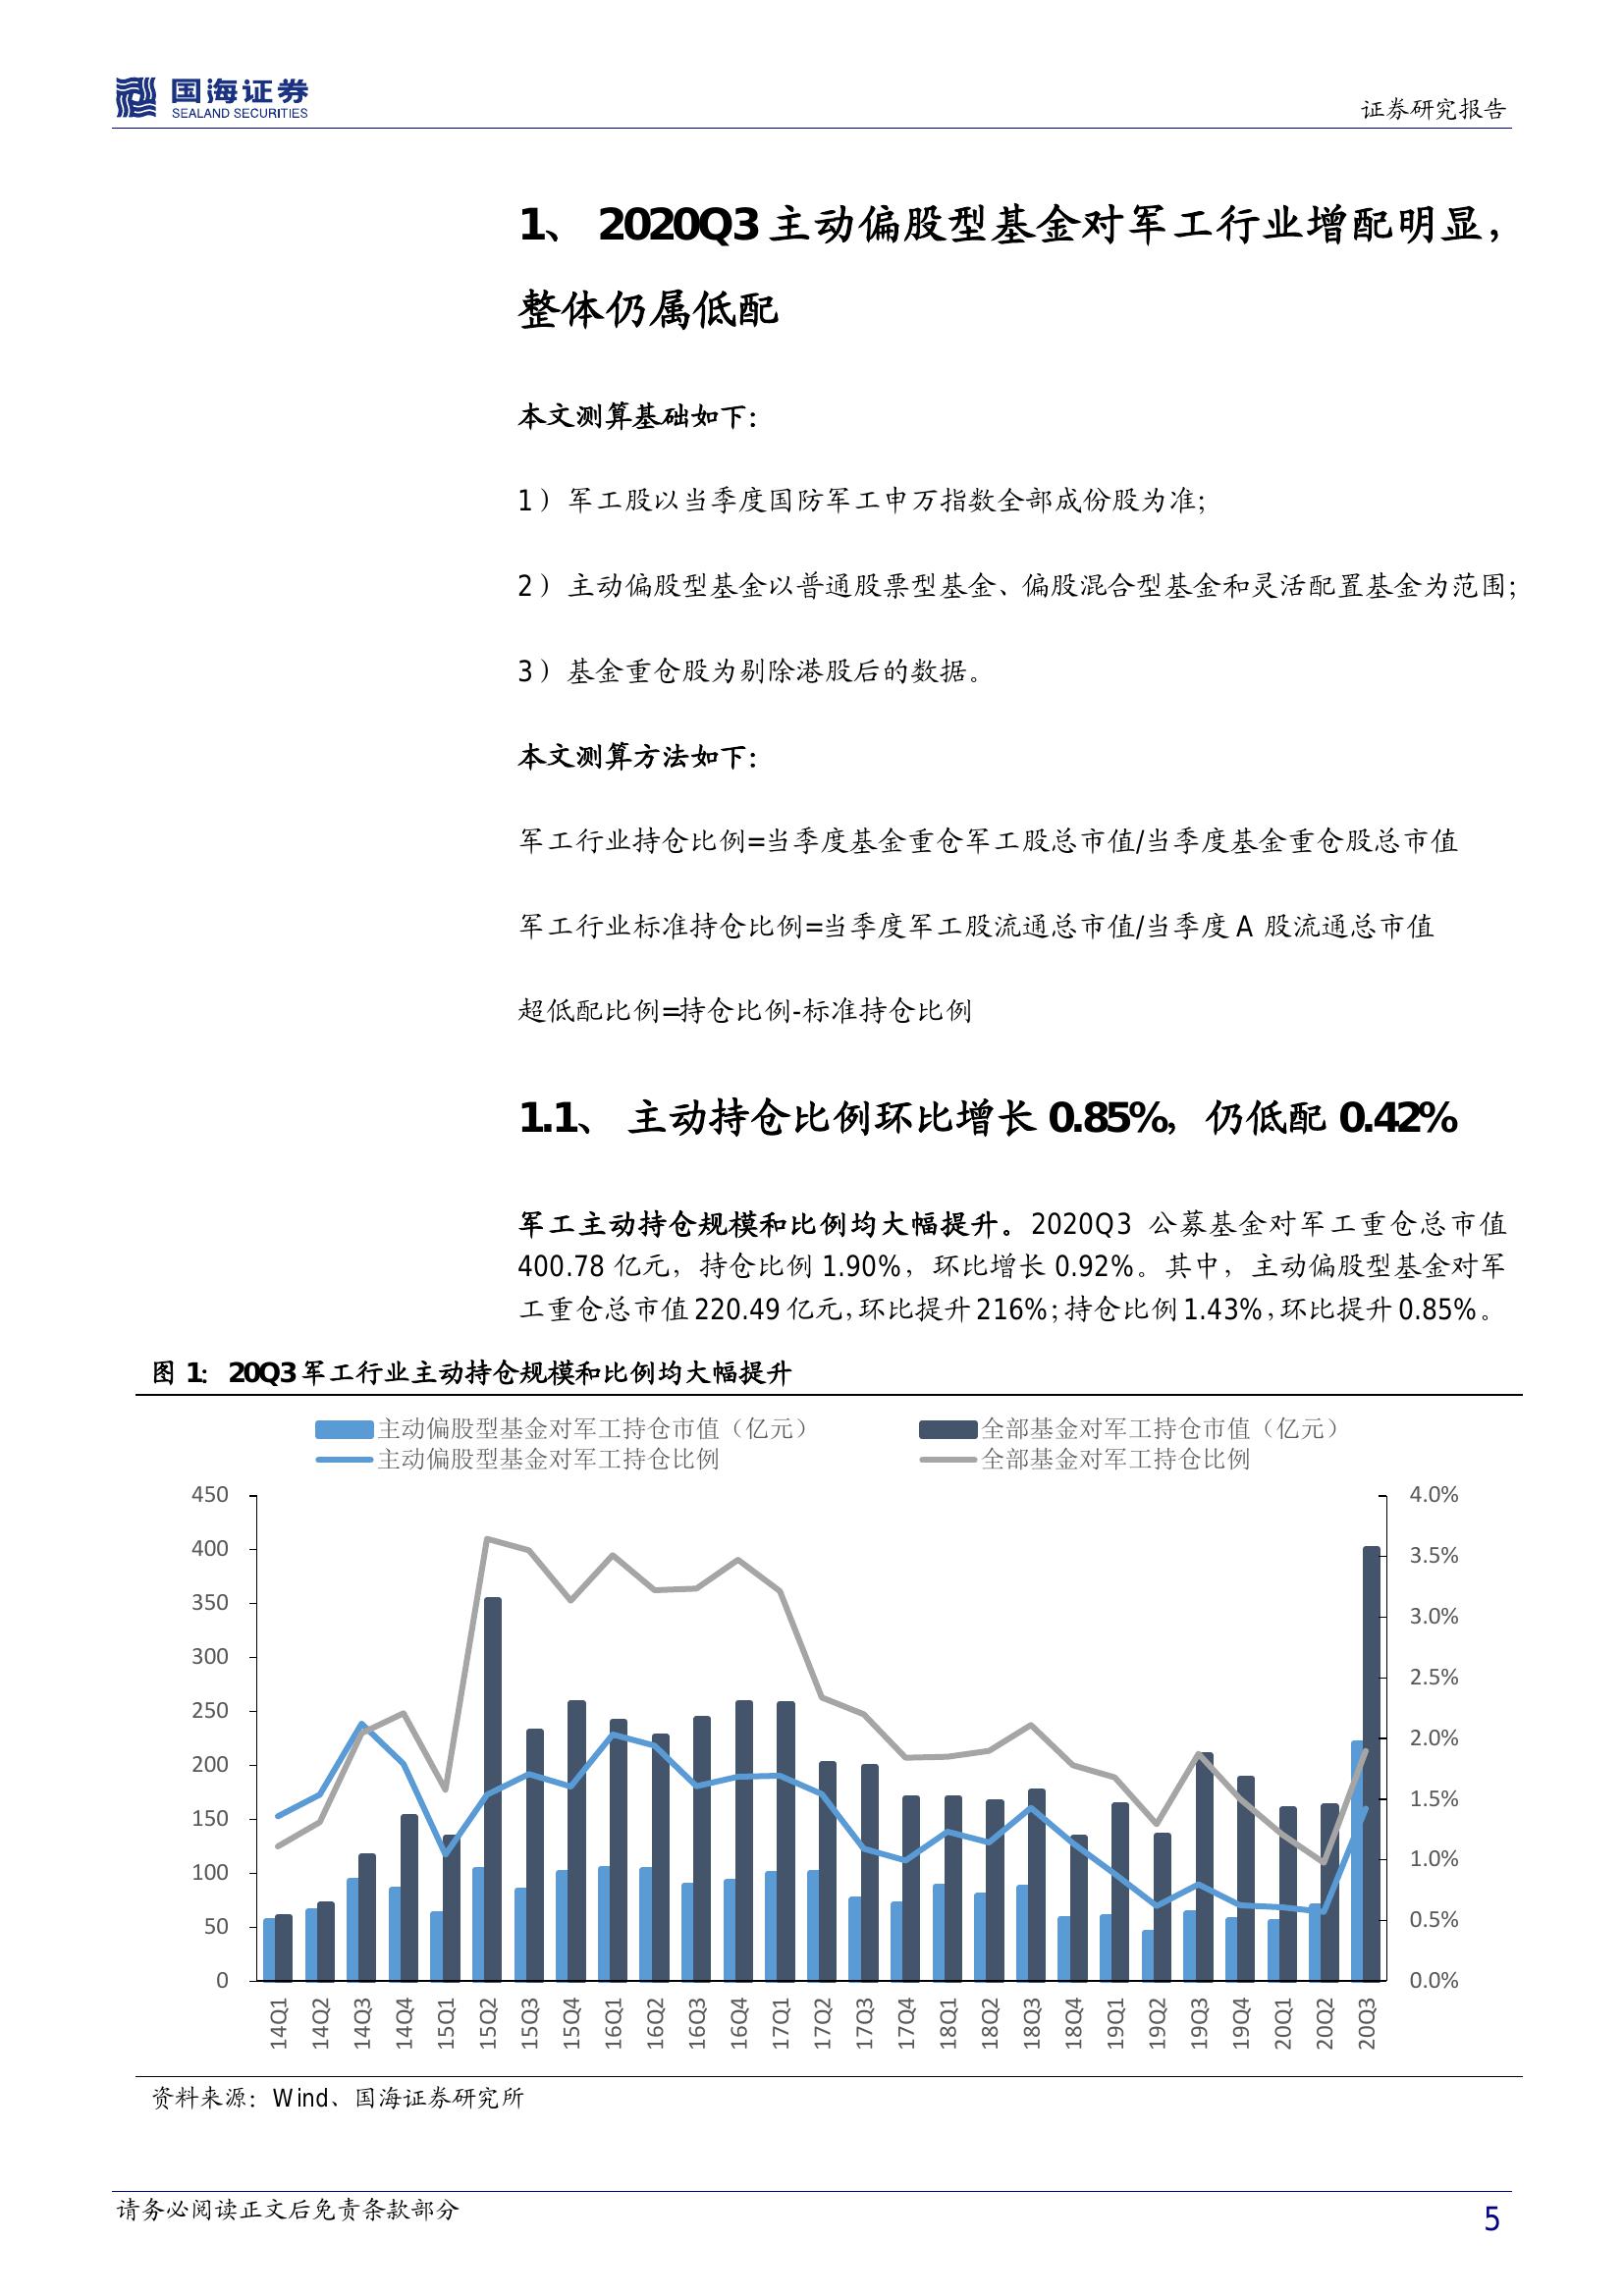 国海证券
SEALAND SECURITIES
证券研究报告
1、 2020Q3 主动偏股型基金对军工行业增配明显，
整体仍属低配
本文测算基础如下：
1）军工股以当季度国防军工申万指数全部成份股为准；
2）主动偏股型基金以普通股票型基金、偏股混合型基金和灵活配置基金为范围；
3）基金重仓股为剔除港股后的数据。
本文测算方法如下：
军工行业持仓比例=当季度基金重仓军工股总市值/当季度基金重仓股总市值
军工行业标准持仓比例=当季度军工股流通总市值/当季度 A 股流通总市值
超低配比例=持仓比例-标准持仓比例
1.1、 主动持仓比例环比增长 0.85%，仍低配 0.42%
军工主动持仓规模和比例均大幅提升。2020Q3 公募基金对军工重仓总市值
400.78 亿元，持仓比例 1.90%，环比增长 0.92%。其中，主动偏股型基金对军
工重仓总市值 220.49 亿元，环比提升 216%；持仓比例 1.43%，环比提升 0.85%。
图 1： 20Q3 军工行业主动持仓规模和比例均大幅提升
主动偏股型基金对军工持仓市值（亿元） 全部基金对军工持仓市值（亿元）
主动偏股型基金对军工持仓比例 全部基金对军工持仓比例
450 4.0%
400 3.5%
350 3.0%
300 2.5%
250 2.0%
200 1.5%
150 1.0%
100 0.5%
50 0.0%
0
14Q1 14Q2 14Q3 14Q4 15Q1 15Q2 15Q3 15Q4 16Q1 16Q2 16Q3 16Q4 17Q1 17Q2 17Q3 17Q4 18Q1 18Q2 18Q3 18Q4 19Q1 19Q2 19Q3 19Q4 20Q1 20Q2 20Q3
资料来源：Wind、国海证券研究所
请务必阅读正文后免责条款部分
5